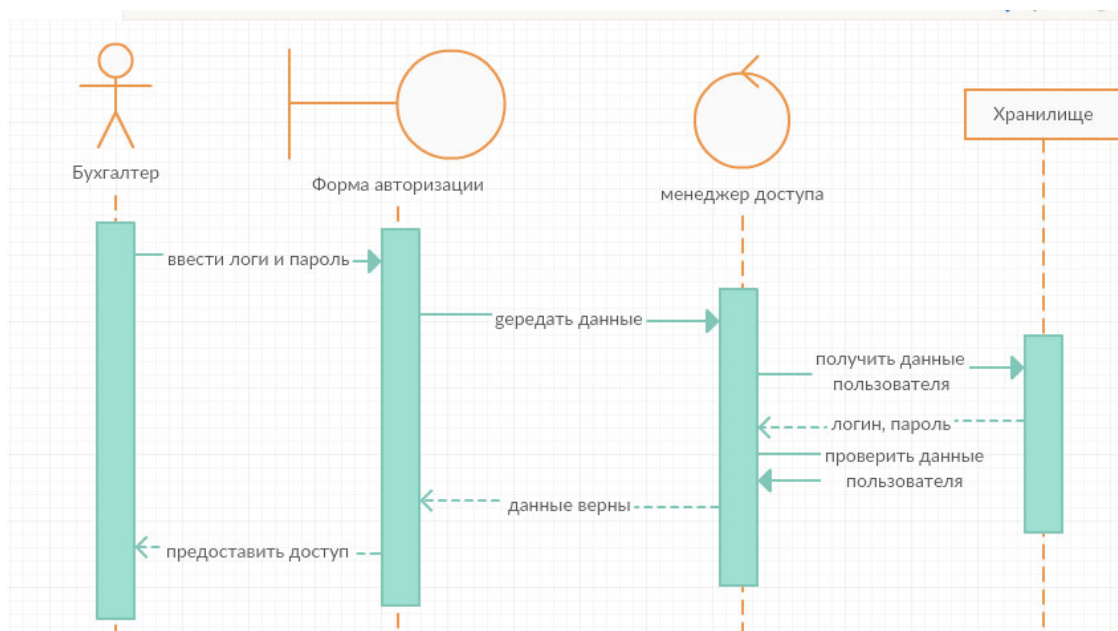 Хранилище
Бухгалтер
Форма авторизации
менеджер доступа
ввести логи и пароль
gередать данные
получить данные
пользователя
логин, пароль
проверить данные
пользователя
данные верны
предоставить доступ